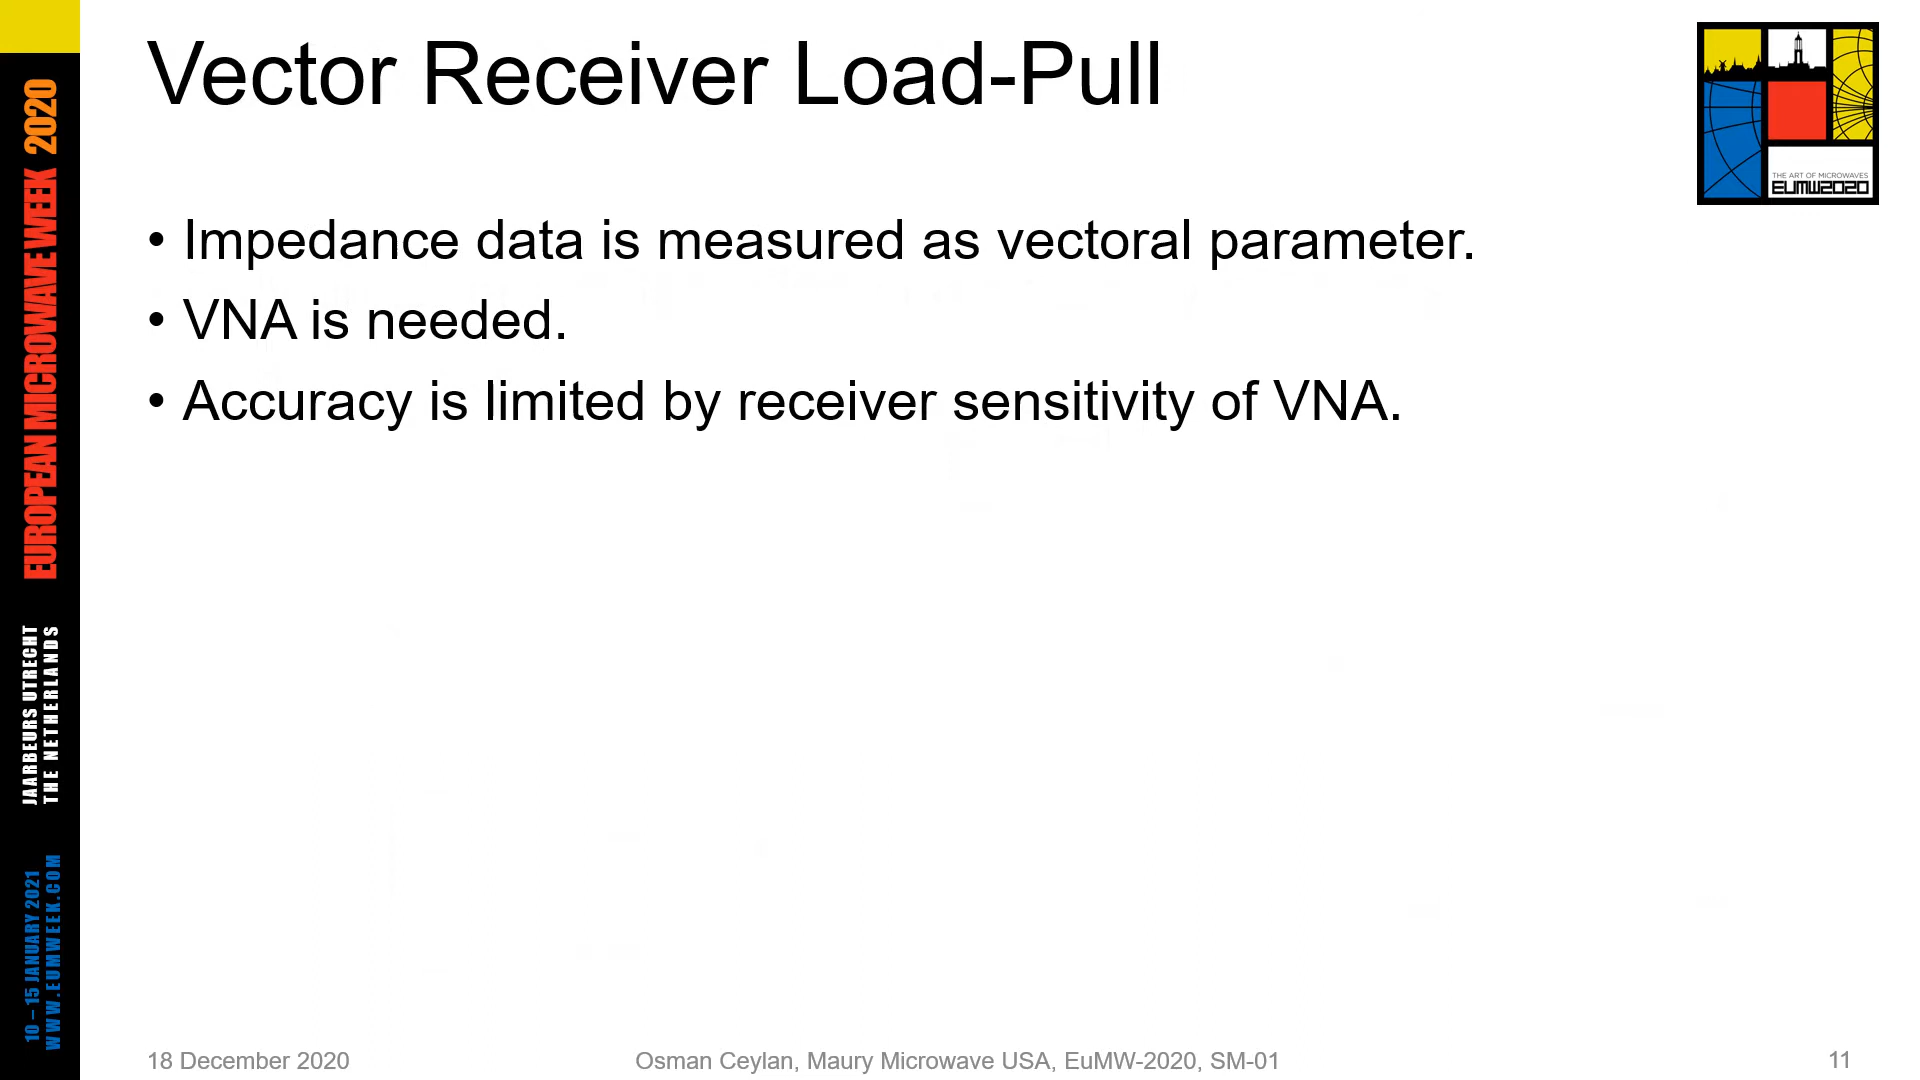 Vector Receiver Load-Pull
• Impedance data is measured as vectoral parameter.
• VNA is needed.
• Accuracy is limited by receiver sensitivity of VNA.
EUROPEAN MICROWAVE WEEK 2020
JAARBEURS UTRECHT
THE NETHERLANDS
10 – 15 JANUARY 2021
WWW.EUMWEEK.COM
THE ART OF MICROWAVES
EUMW2020
18 December 2020
Osman Ceylan, Maury Microwave USA, EuMW-2020, SM-01
11